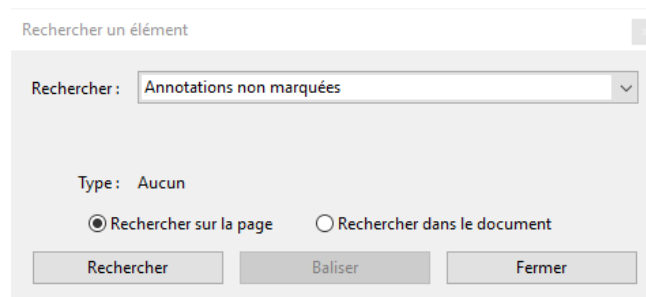 Rechercher un élément
Rechercher : Annotations non marquées
Type : Aucun
Rechercher sur la page Rechercher dans le document
Rechercher Baliser Fermer